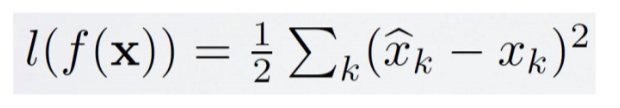 l(f(𝐱)) = ½ ∑ₖ(x̂ₖ − xₖ)²